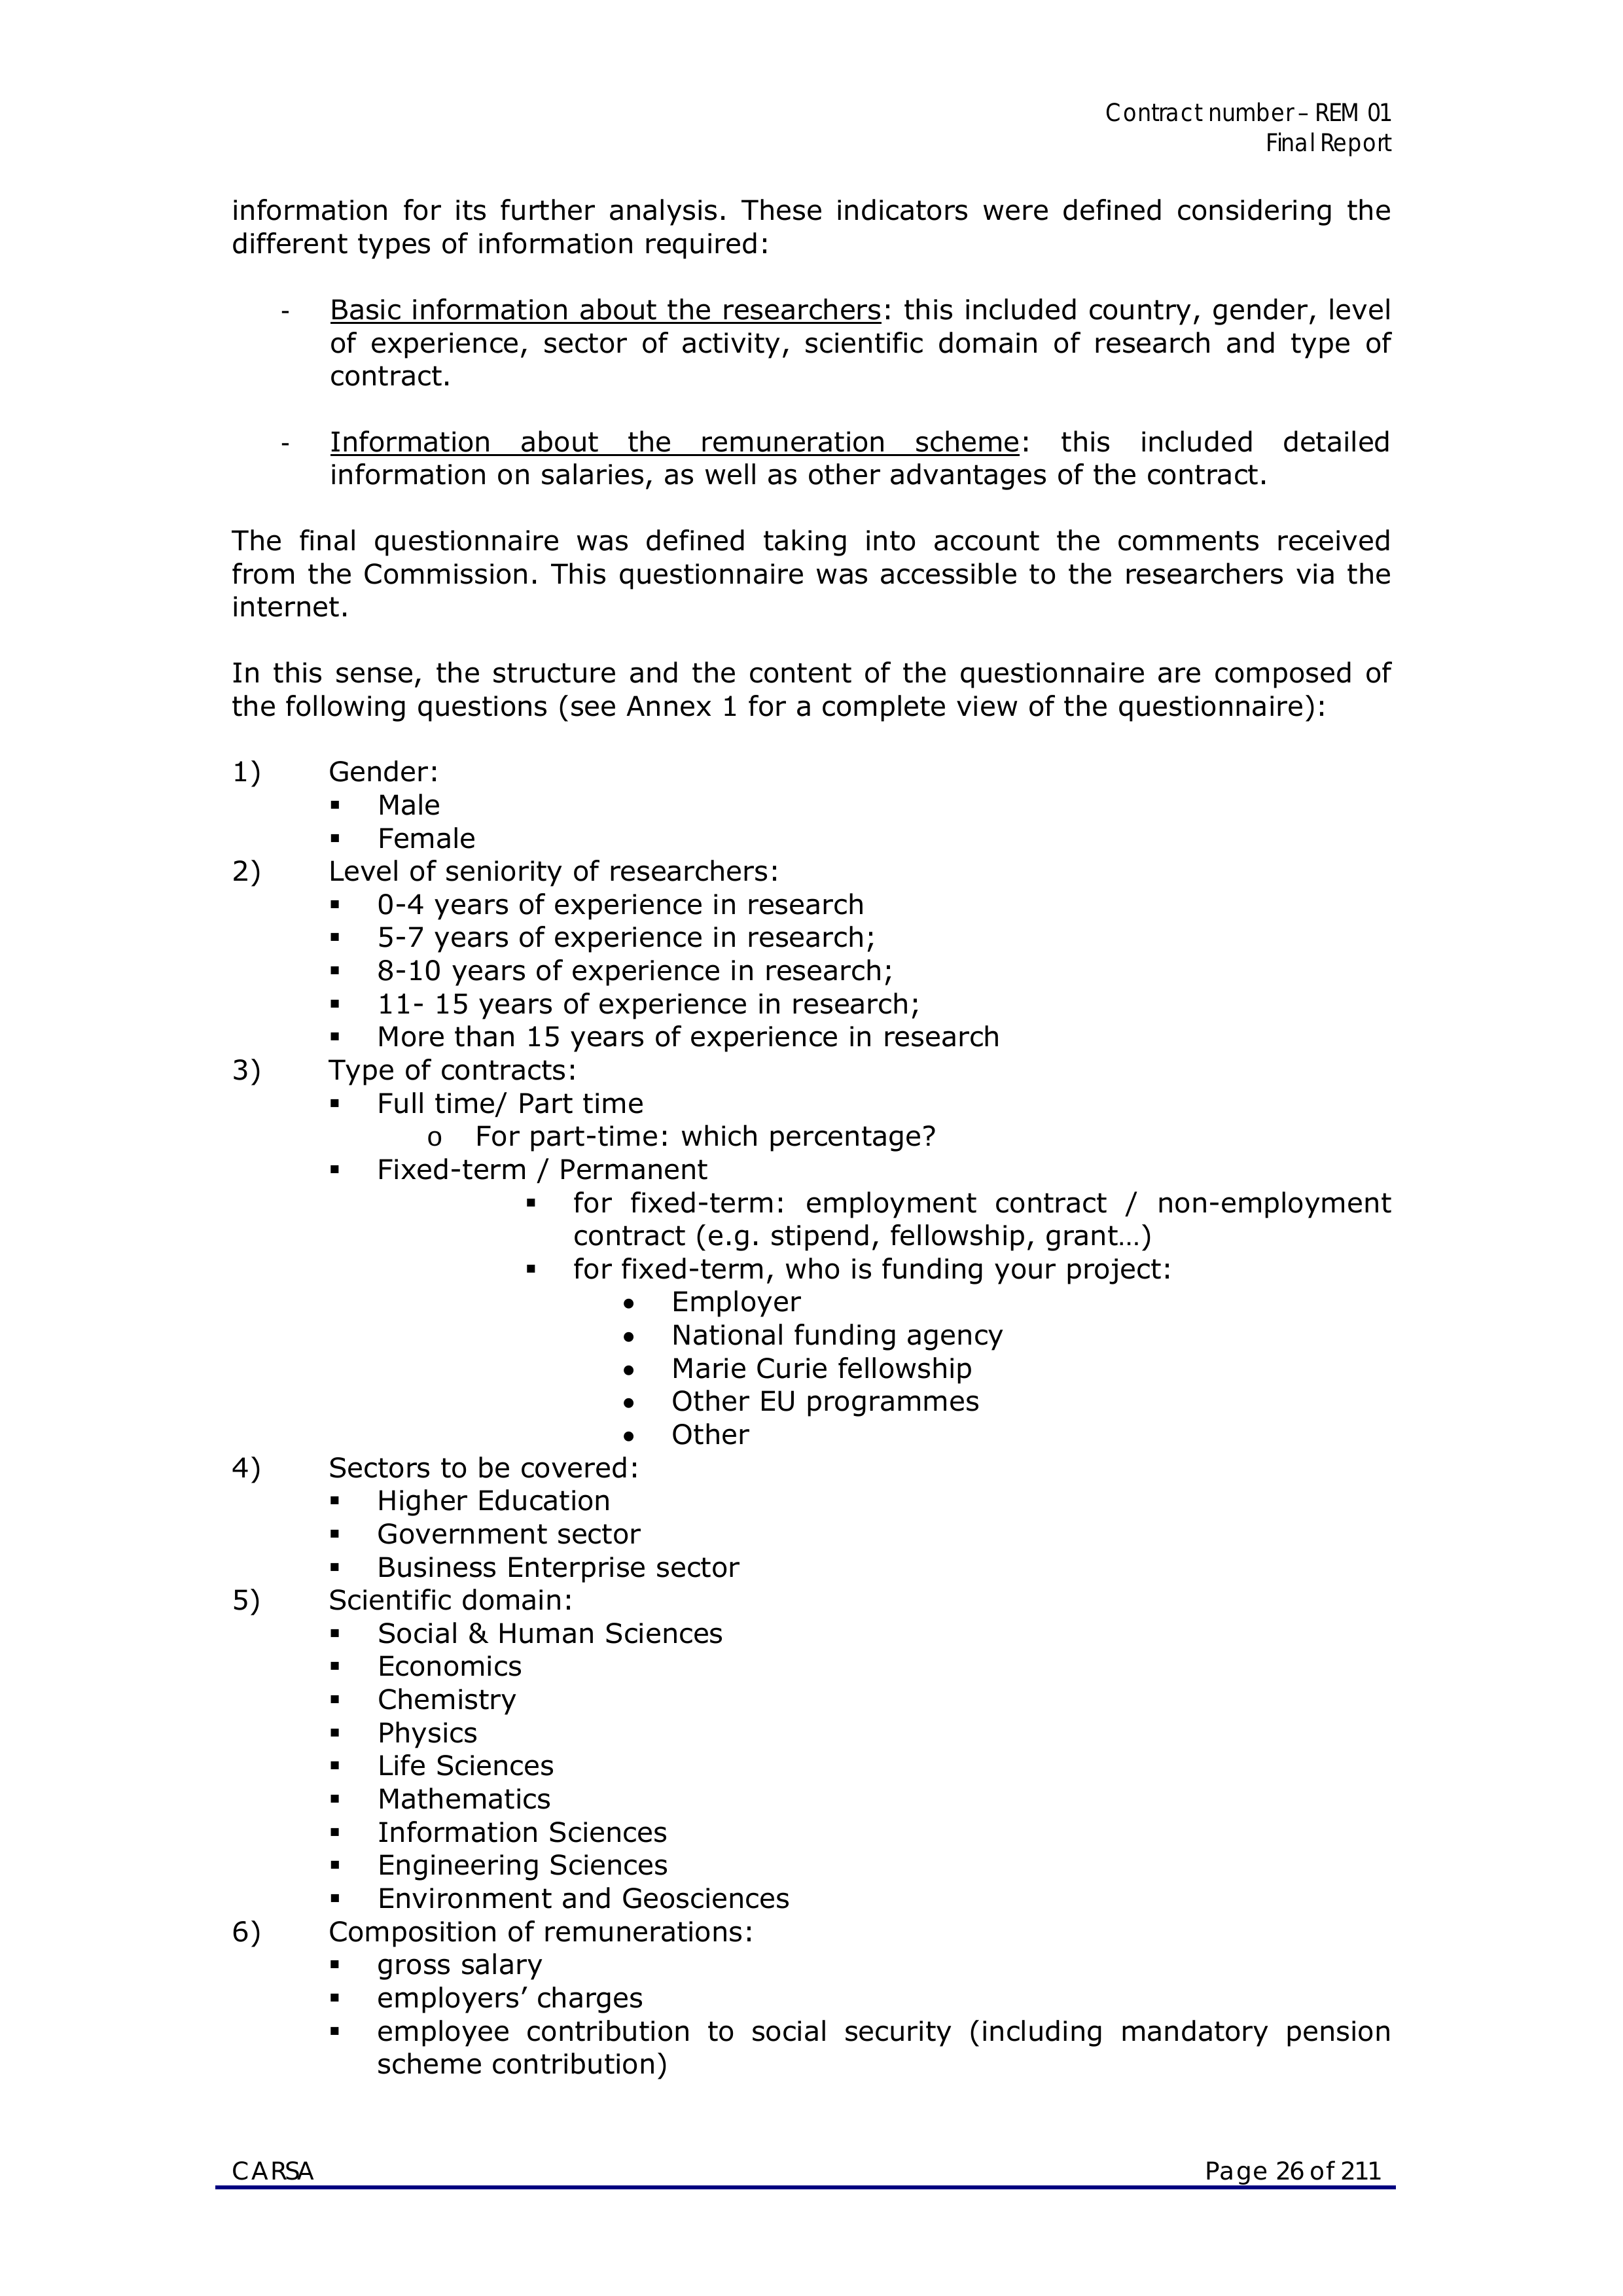 Contract number – REM 01
Final Report
information for its further analysis. These indicators were defined considering the
different types of information required:
- Basic information about the researchers: this included country, gender, level
of experience, sector of activity, scientific domain of research and type of
contract.
- Information about the remuneration scheme: this included detailed
information on salaries, as well as other advantages of the contract.
The final questionnaire was defined taking into account the comments received
from the Commission. This questionnaire was accessible to the researchers via the
internet.
In this sense, the structure and the content of the questionnaire are composed of
the following questions (see Annex 1 for a complete view of the questionnaire):
1) Gender:
▪ Male
▪ Female
2) Level of seniority of researchers:
▪ 0-4 years of experience in research
▪ 5-7 years of experience in research;
▪ 8-10 years of experience in research;
▪ 11- 15 years of experience in research;
▪ More than 15 years of experience in research
3) Type of contracts:
▪ Full time/ Part time
o For part-time: which percentage?
▪ Fixed-term / Permanent
▪ for fixed-term: employment contract / non-employment
contract (e.g. stipend, fellowship, grant…)
▪ for fixed-term, who is funding your project:
• Employer
• National funding agency
• Marie Curie fellowship
• Other EU programmes
• Other
4) Sectors to be covered:
▪ Higher Education
▪ Government sector
▪ Business Enterprise sector
5) Scientific domain:
▪ Social & Human Sciences
▪ Economics
▪ Chemistry
▪ Physics
▪ Life Sciences
▪ Mathematics
▪ Information Sciences
▪ Engineering Sciences
▪ Environment and Geosciences
6) Composition of remunerations:
▪ gross salary
▪ employers’ charges
▪ employee contribution to social security (including mandatory pension
scheme contribution)
CARSA Page 26 of 211